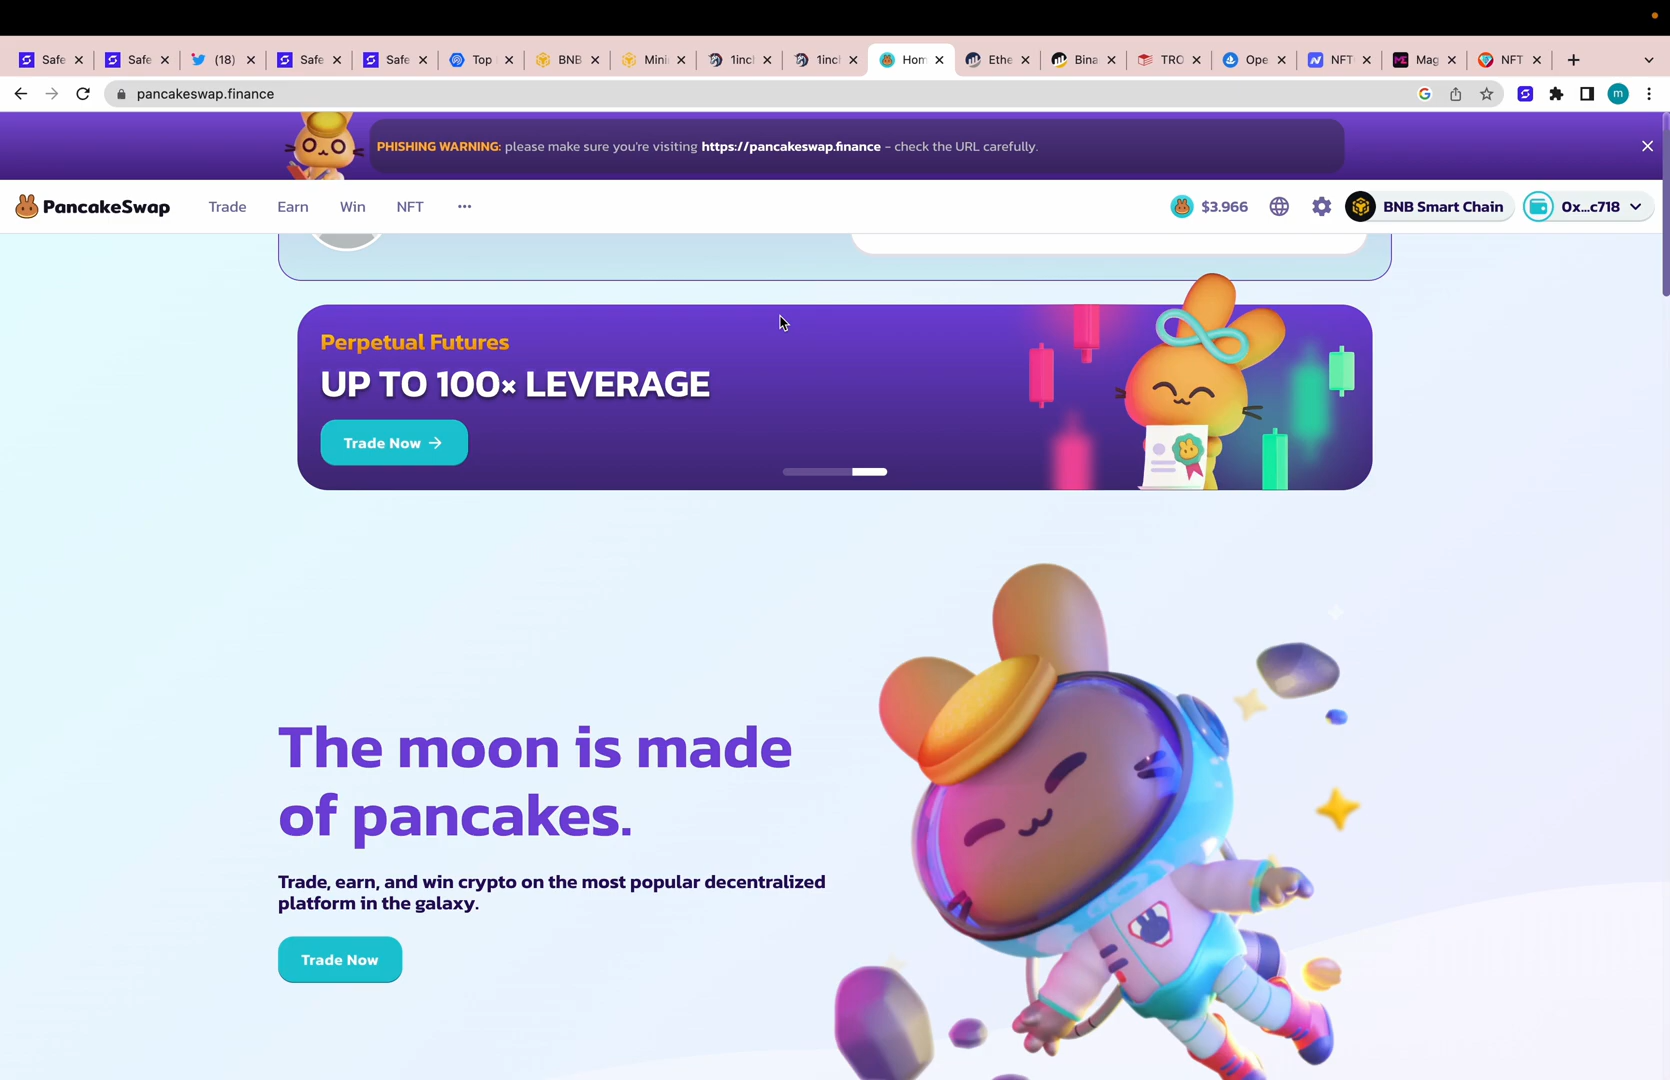 Safe
Safe
(18)
Safe
Safe
Top
BNB
Mini
1incl
1incl
Hom
Ethe
Bina
TRO
Ope
NFT
Mag
NFT
pancakeswap.finance
m
PHISHING WARNING: please make sure you're visiting https://pancakeswap.finance - check the URL carefully.
PancakeSwap
Trade
Earn
Win
NFT
$3.966
BNB Smart Chain
0x...c718
Perpetual Futures
UP TO 100× LEVERAGE
Trade Now
The moon is made
of pancakes.
Trade, earn, and win crypto on the most popular decentralized
platform in the galaxy.
Trade Now